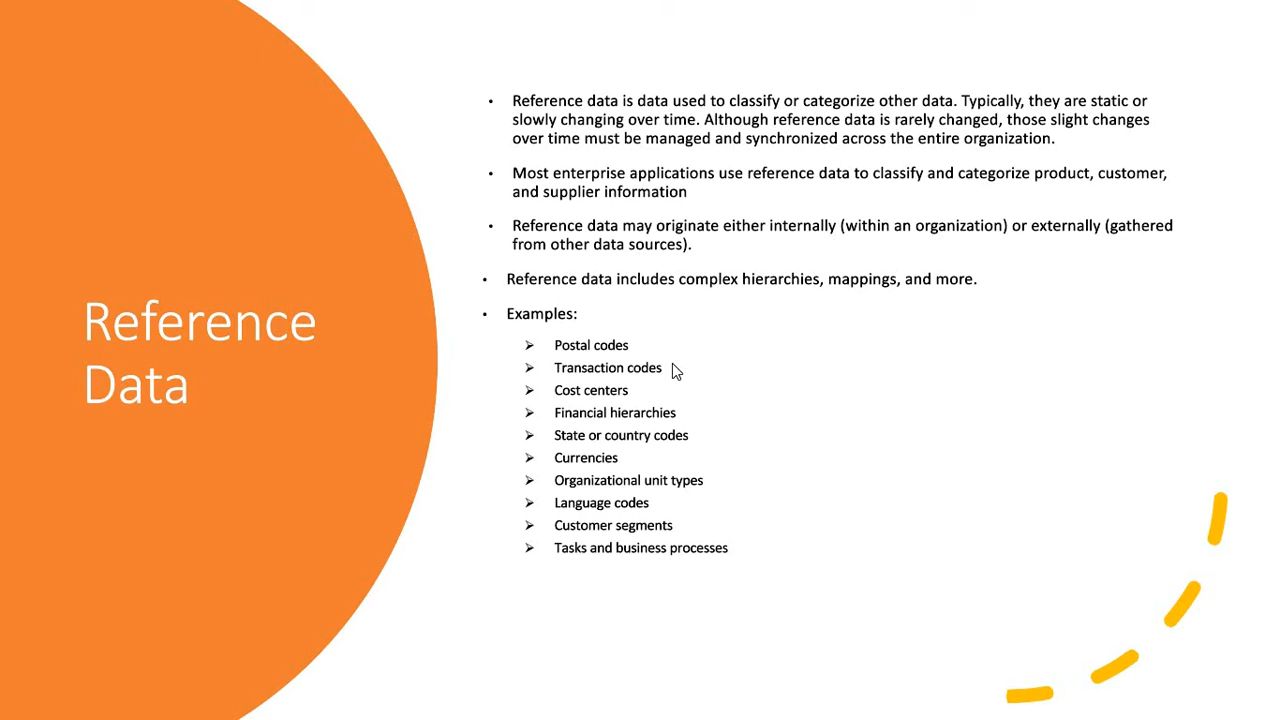 Reference
Data
• Reference data is data used to classify or categorize other data. Typically, they are static or
slowly changing over time. Although reference data is rarely changed, those slight changes
over time must be managed and synchronized across the entire organization.
• Most enterprise applications use reference data to classify and categorize product, customer,
and supplier information
• Reference data may originate either internally (within an organization) or externally (gathered
from other data sources).
• Reference data includes complex hierarchies, mappings, and more.
• Examples:
➢ Postal codes
➢ Transaction codes
➢ Cost centers
➢ Financial hierarchies
➢ State or country codes
➢ Currencies
➢ Organizational unit types
➢ Language codes
➢ Customer segments
➢ Tasks and business processes